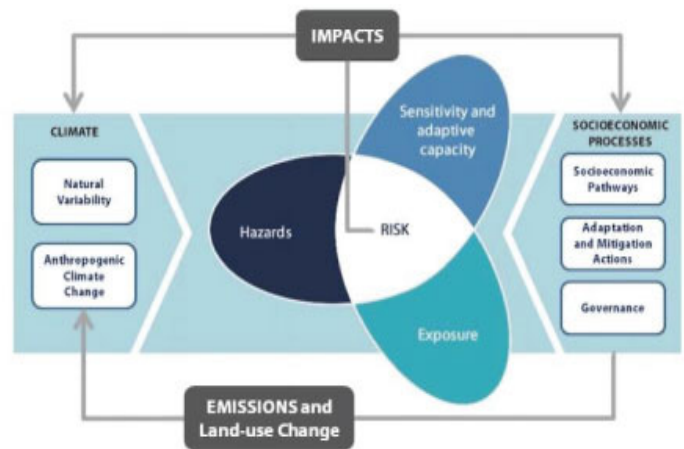 IMPACTS
CLIMATE
Natural
Variability
Anthropogenic
Climate
Change
Hazards
Sensitivity and
adaptive
capacity
RISK
Exposure
SOCIOECONOMIC
PROCESSES
Socioeconomic
Pathways
Adaptation
and Mitigation
Actions
Governance
EMISSIONS and
Land-use Change